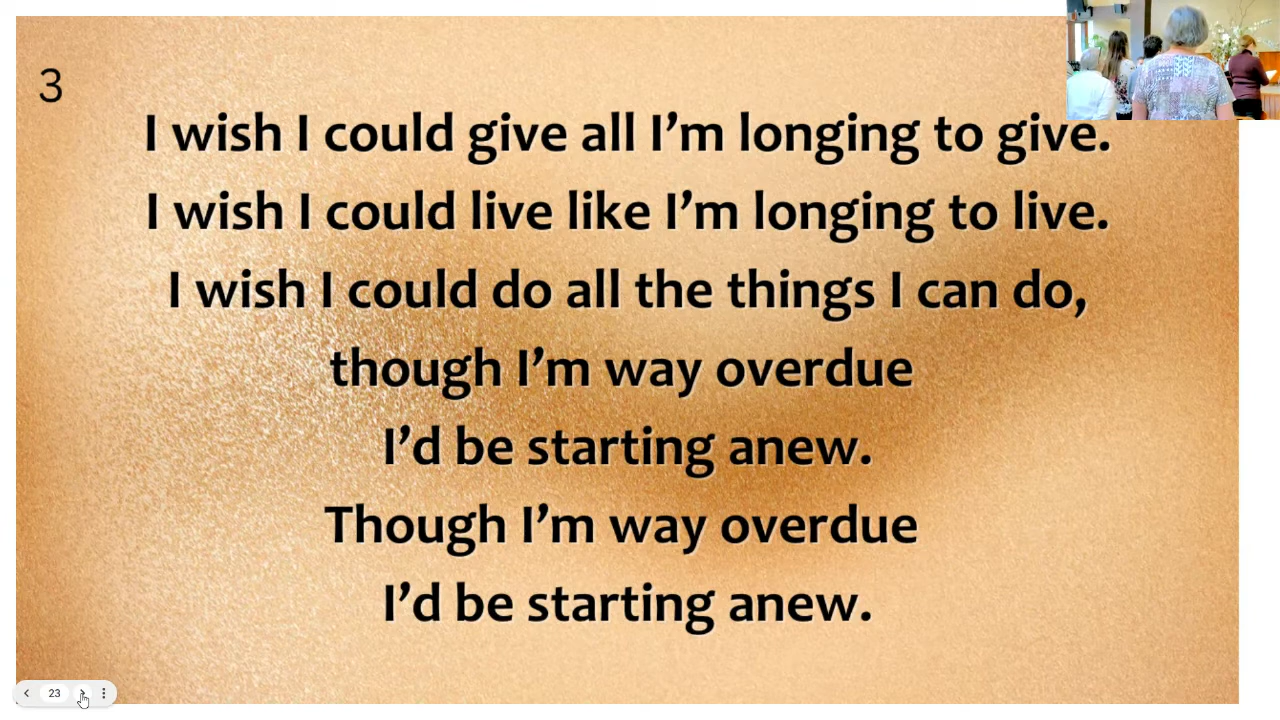 3
I wish I could give all I’m longing to give.
I wish I could live like I’m longing to live.
I wish I could do all the things I can do,
though I’m way overdue
I’d be starting anew.
Though I’m way overdue
I’d be starting anew.
23